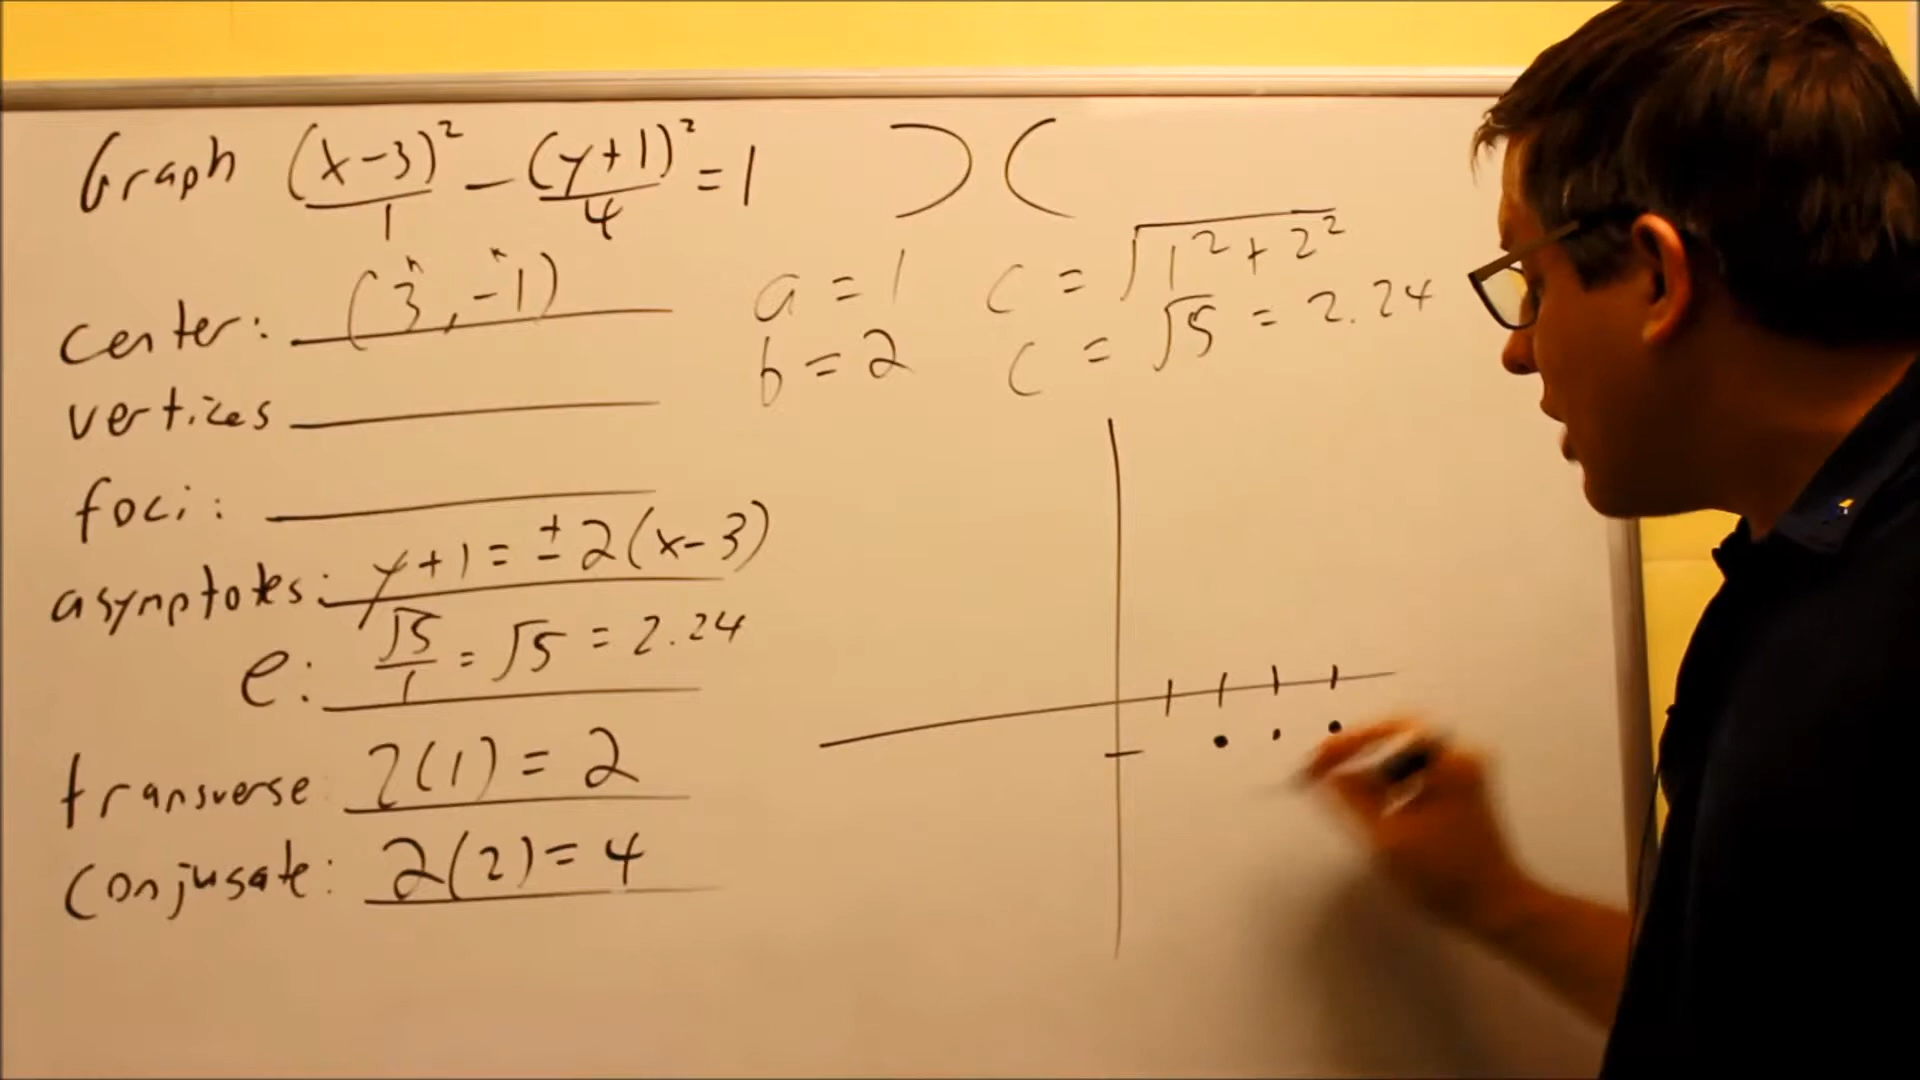 Graph (x-3)²/1 - (y+1)²/4 = 1
center: (3, -1)
a = 1
b = 2
c = √(1² + 2²)
c = √5 = 2.24
vertices
foci:
asymptotes: y+1 = ±2(x-3)
e: √5/1 = √5 = 2.24
transverse 2(1) = 2
conjugate: 2(2) = 4